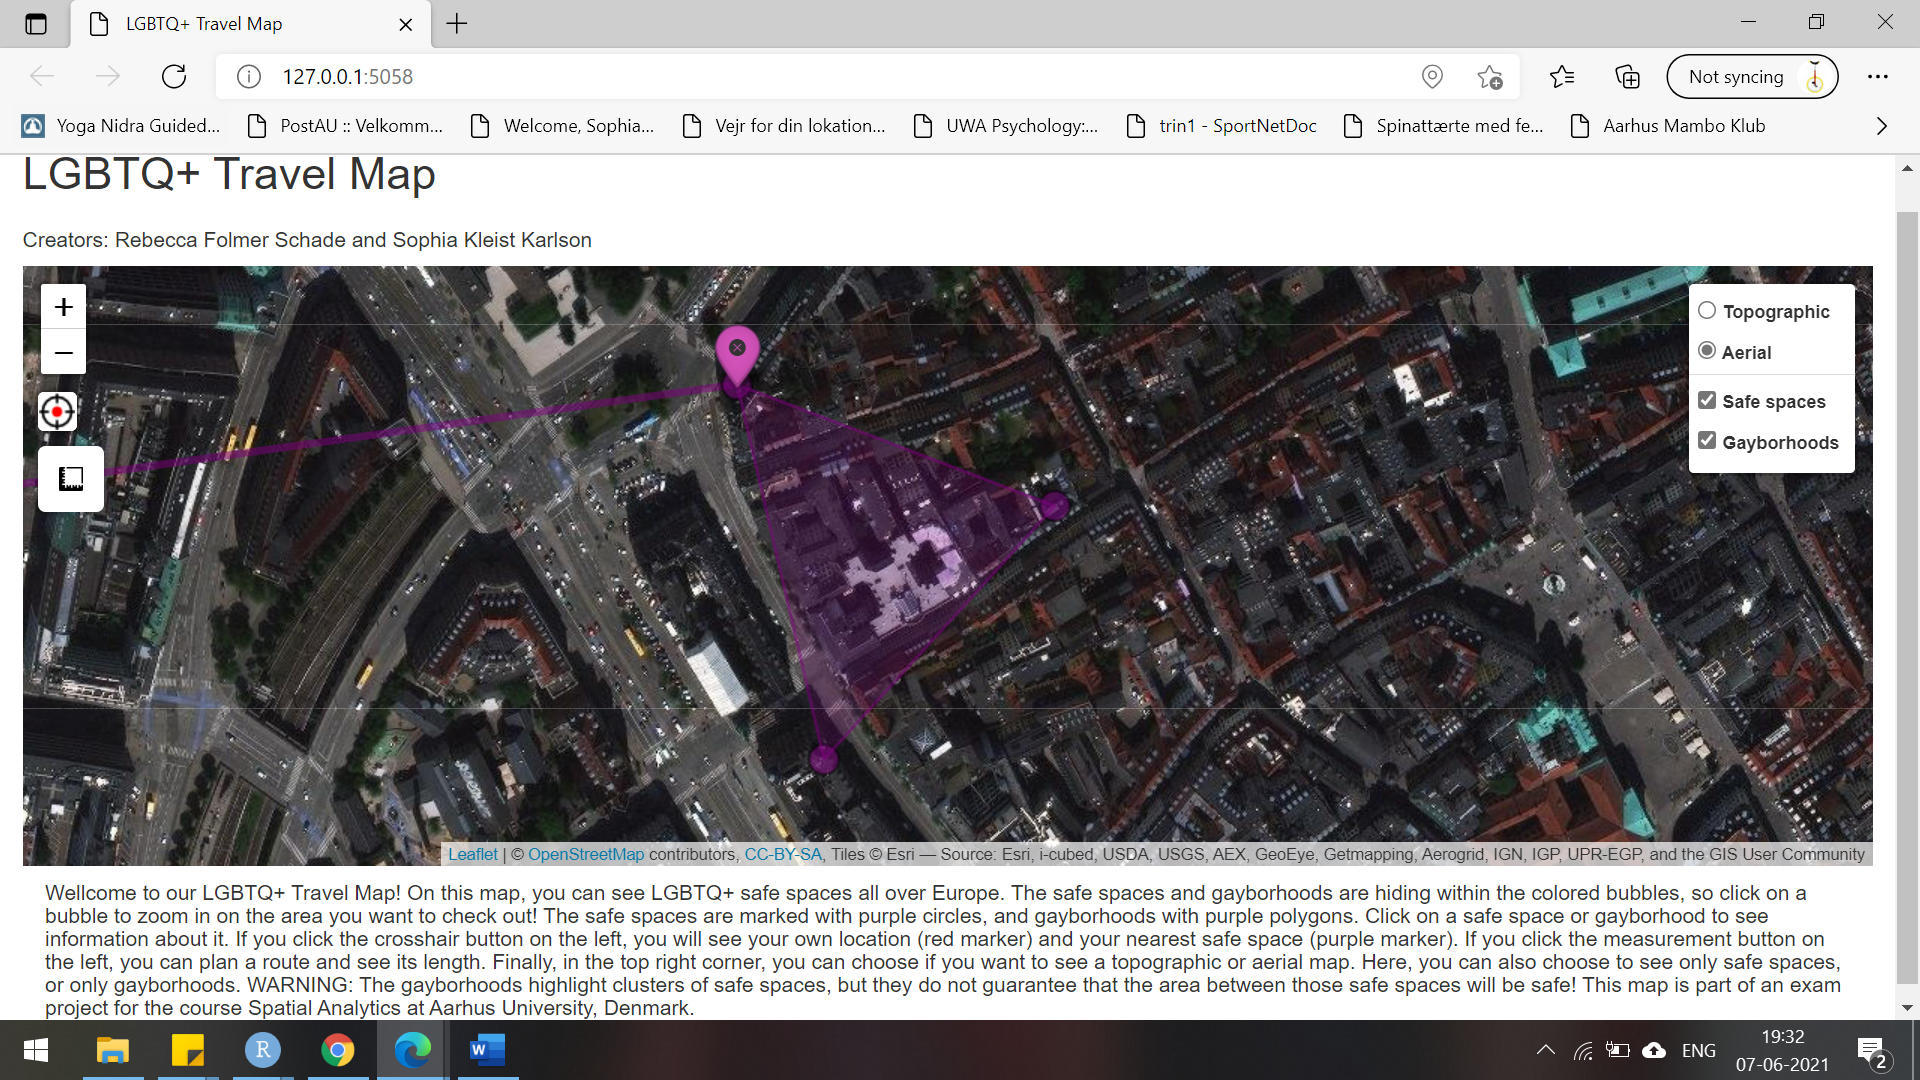 LGBTQ+ Travel Map
127.0.0.1:5058
Not syncing
Yoga Nidra Guided...
PostAU :: Velkomm...
Welcome, Sophia...
Vejr for din lokation...
UWA Psychology:...
trin1 - SportNetDoc
Spinattærte med fe...
Aarhus Mambo Klub
LGBTQ+ Travel Map
Creators: Rebecca Folmer Schade and Sophia Kleist Karlson
+
−
Topographic
Aerial
Safe spaces
Gayborhoods
Leaflet | © OpenStreetMap contributors, CC-BY-SA, Tiles © Esri — Source: Esri, i-cubed, USDA, USGS, AEX, GeoEye, Getmapping, Aerogrid, IGN, IGP, UPR-EGP, and the GIS User Community
Wellcome to our LGBTQ+ Travel Map! On this map, you can see LGBTQ+ safe spaces all over Europe. The safe spaces and gayborhoods are hiding within the colored bubbles, so click on a
bubble to zoom in on the area you want to check out! The safe spaces are marked with purple circles, and gayborhoods with purple polygons. Click on a safe space or gayborhood to see
information about it. If you click the crosshair button on the left, you will see your own location (red marker) and your nearest safe space (purple marker). If you click the measurement button on
the left, you can plan a route and see its length. Finally, in the top right corner, you can choose if you want to see a topographic or aerial map. Here, you can also choose to see only safe spaces,
or only gayborhoods. WARNING: The gayborhoods highlight clusters of safe spaces, but they do not guarantee that the area between those safe spaces will be safe! This map is part of an exam
project for the course Spatial Analytics at Aarhus University, Denmark.
R
W
ENG
19:32
07-06-2021
2